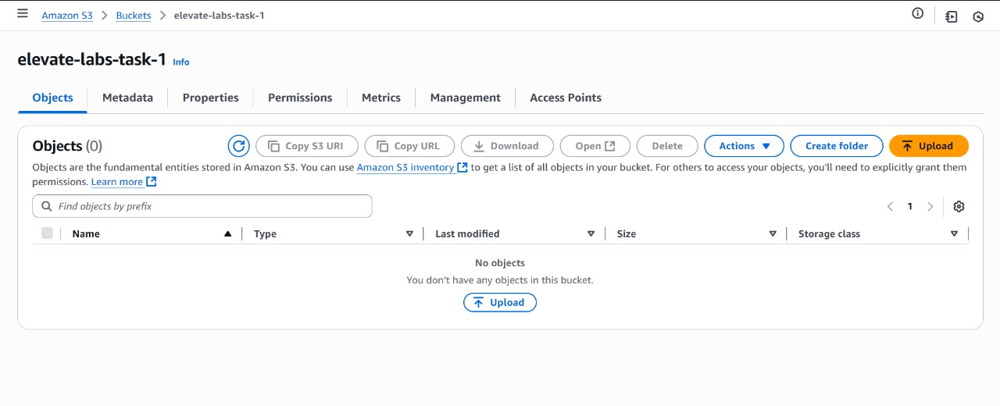 Amazon S3 > Buckets > elevate-labs-task-1
elevate-labs-task-1 Info
Objects Metadata Properties Permissions Metrics Management Access Points
Objects (0) Copy S3 URI Copy URL Download Open Delete Actions Create folder Upload
Objects are the fundamental entities stored in Amazon S3. You can use Amazon S3 inventory to get a list of all objects in your bucket. For others to access your objects, you'll need to explicitly grant them
permissions. Learn more
Find objects by prefix 1
Name Type Last modified Size Storage class
No objects
You don't have any objects in this bucket.
Upload